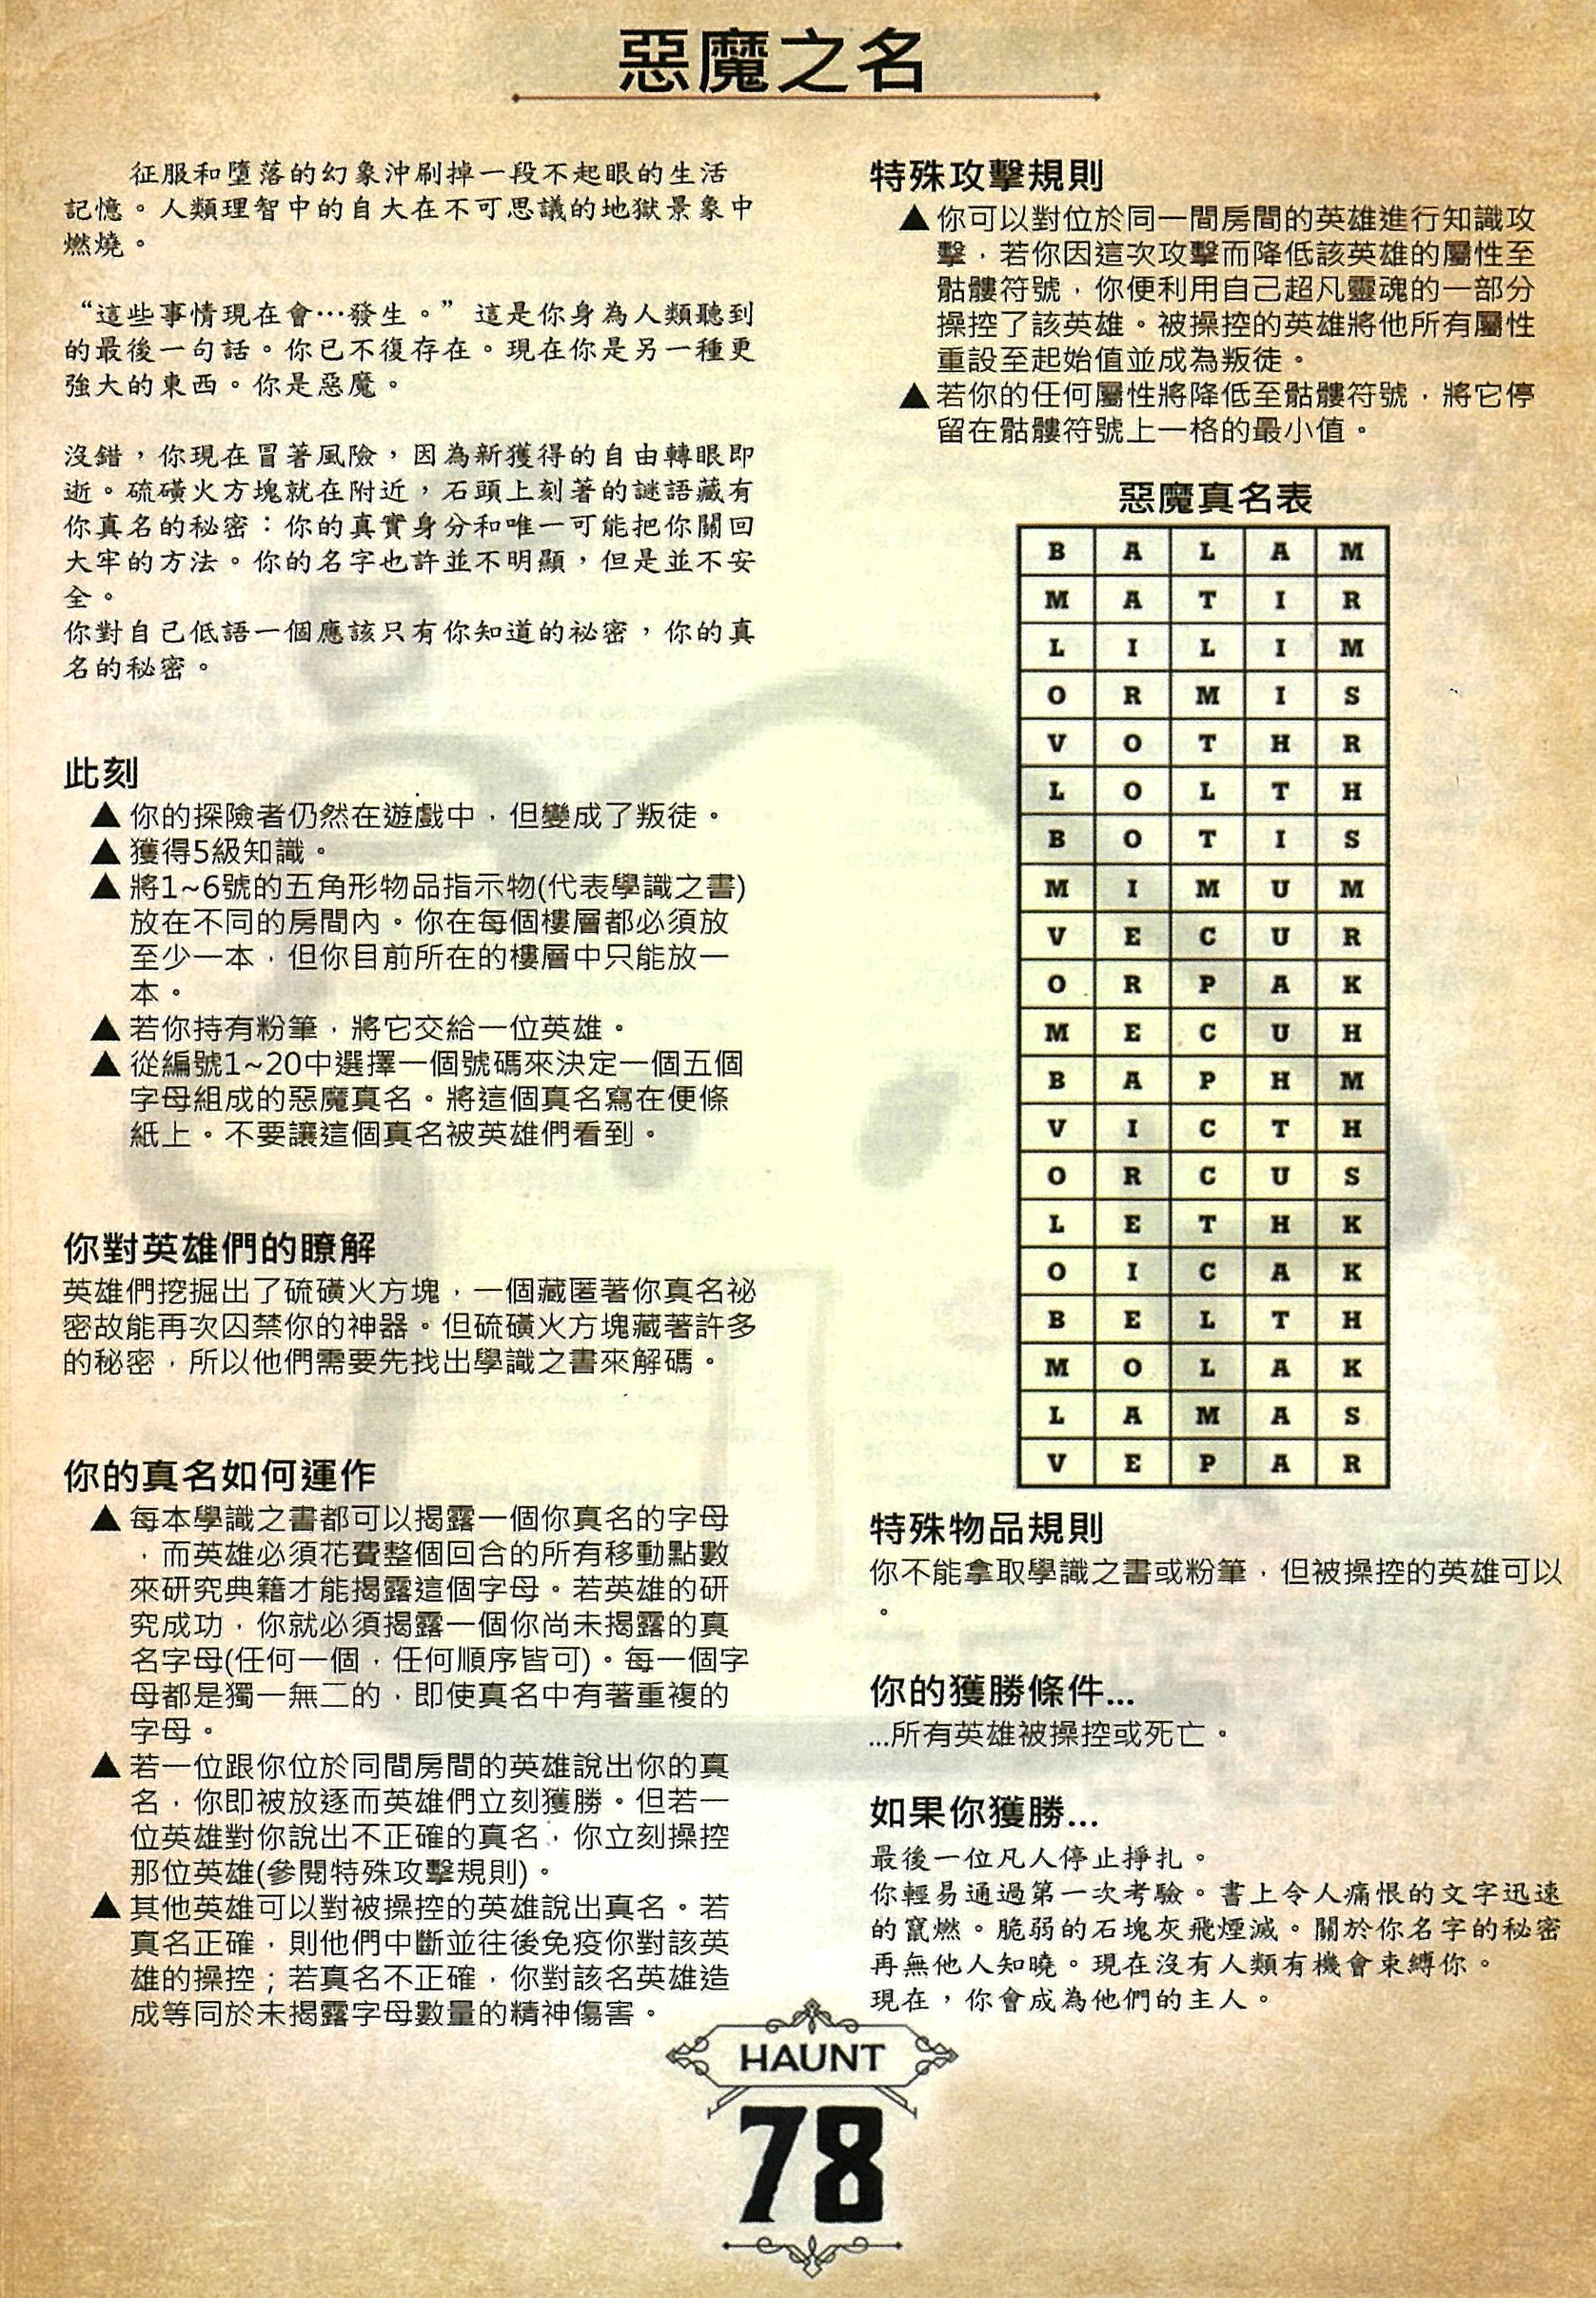 惡魔之名
征服和墮落的幻象沖刷掉一段不起眼的生活
記憶。人類理智中的自大在不可思議的地獄景象中
燃燒。
“這些事情現在會…發生。”這是你身為人類聽到
的最後一句話。你已不復存在。現在你是另一種更
強大的東西。你是惡魔。
沒錯，你現在冒著風險，因為新獲得的自由轉眼即
逝。硫磺火方塊就在附近，石頭上刻著的謎語藏有
你真名的秘密：你的真實身分和唯一可能把你關回
大牢的方法。你的名字也許並不明顯，但是並不安
全。
你對自己低語一個應該只有你知道的祕密，你的真
名的秘密。
此刻
▲ 你的探險者仍然在遊戲中，但變成了叛徒。
▲ 獲得5級知識。
▲ 將1~6號的五角形物品指示物(代表學識之書)
放在不同的房間內。你在每個樓層都必須放
至少一本，但你目前所在的樓層中只能放一
本。
▲ 若你持有粉筆，將它交給一位英雄。
▲ 從編號1~20中選擇一個號碼來決定一個五個
字母組成的惡魔真名。將這個真名寫在便條
紙上。不要讓這個真名被英雄們看到。
你對英雄們的瞭解
英雄們挖掘出了硫磺火方塊，一個藏匿著你真名祕
密故能再次囚禁你的神器。但硫磺火方塊藏著許多
的秘密，所以他們需要先找出學識之書來解碼。
你的真名如何運作
▲ 每本學識之書都可以揭露一個你真名的字母
，而英雄必須花費整個回合的所有移動點數
來研究典籍才能揭露這個字母。若英雄的研
究成功，你就必須揭露一個你尚未揭露的真
名字母(任何一個，任何順序皆可)。每一個字
母都是獨一無二的，即使真名中有著重複的
字母。
▲ 若一位跟你位於同間房間的英雄說出你的真
名，你即被放逐而英雄們立刻獲勝。但若一
位英雄對你說出不正確的真名，你立刻操控
那位英雄(參閱特殊攻擊規則)。
▲ 其他英雄可以對被操控的英雄說出真名。若
真名正確，則他們中斷並往後免疫你對該英
雄的操控；若真名不正確，你對該名英雄造
成等同於未揭露字母數量的精神傷害。
特殊攻擊規則
▲ 你可以對位於同一間房間的英雄進行知識攻
擊，若你因這次攻擊而降低該英雄的屬性至
骷髏符號，你便利用自己超凡靈魂的一部分
操控了該英雄。被操控的英雄將他所有屬性
重設至起始值並成為叛徒。
▲ 若你的任何屬性將降低至骷髏符號，將它停
留在骷髏符號上一格的最小值。
惡魔真名表
B A L A M
M A T I R
L I L I M
O R M I S
V O T H R
L O L T H
B O T I S
M I M U M
V E C U R
O R P A K
M E C U H
B A P H M
V I C T H
O R C U S
L E T H K
O I C A K
B E L T H
M O L A K
L A M A S
V E P A R
特殊物品規則
你不能拿取學識之書或粉筆，但被操控的英雄可以
。
你的獲勝條件...
...所有英雄被操控或死亡。
如果你獲勝...
最後一位凡人停止掙扎。
你輕易通過第一次考驗。書上令人痛恨的文字迅速
的竄燃。脆弱的石塊灰飛煙滅。關於你名字的秘密
再無他人知曉。現在沒有人類有機會束縛你。
現在，你會成為他們的主人。
HAUNT
78